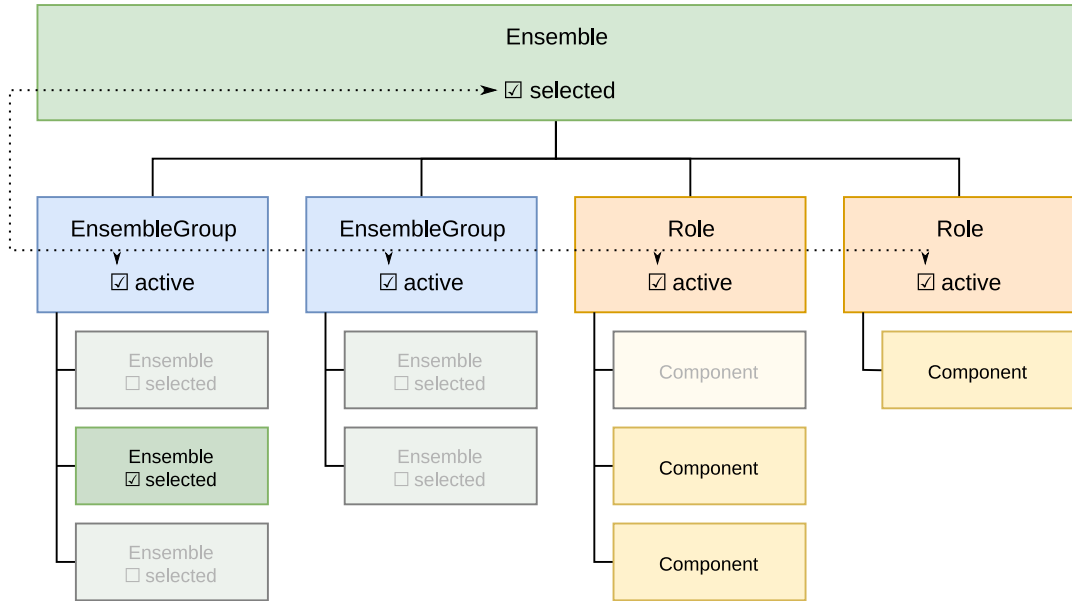 Ensemble
☑ selected
EnsembleGroup
☑ active
EnsembleGroup
☑ active
Role
☑ active
Role
☑ active
Ensemble
☐ selected
Ensemble
☑ selected
Ensemble
☐ selected
Ensemble
☐ selected
Ensemble
☐ selected
Component
Component
Component
Component